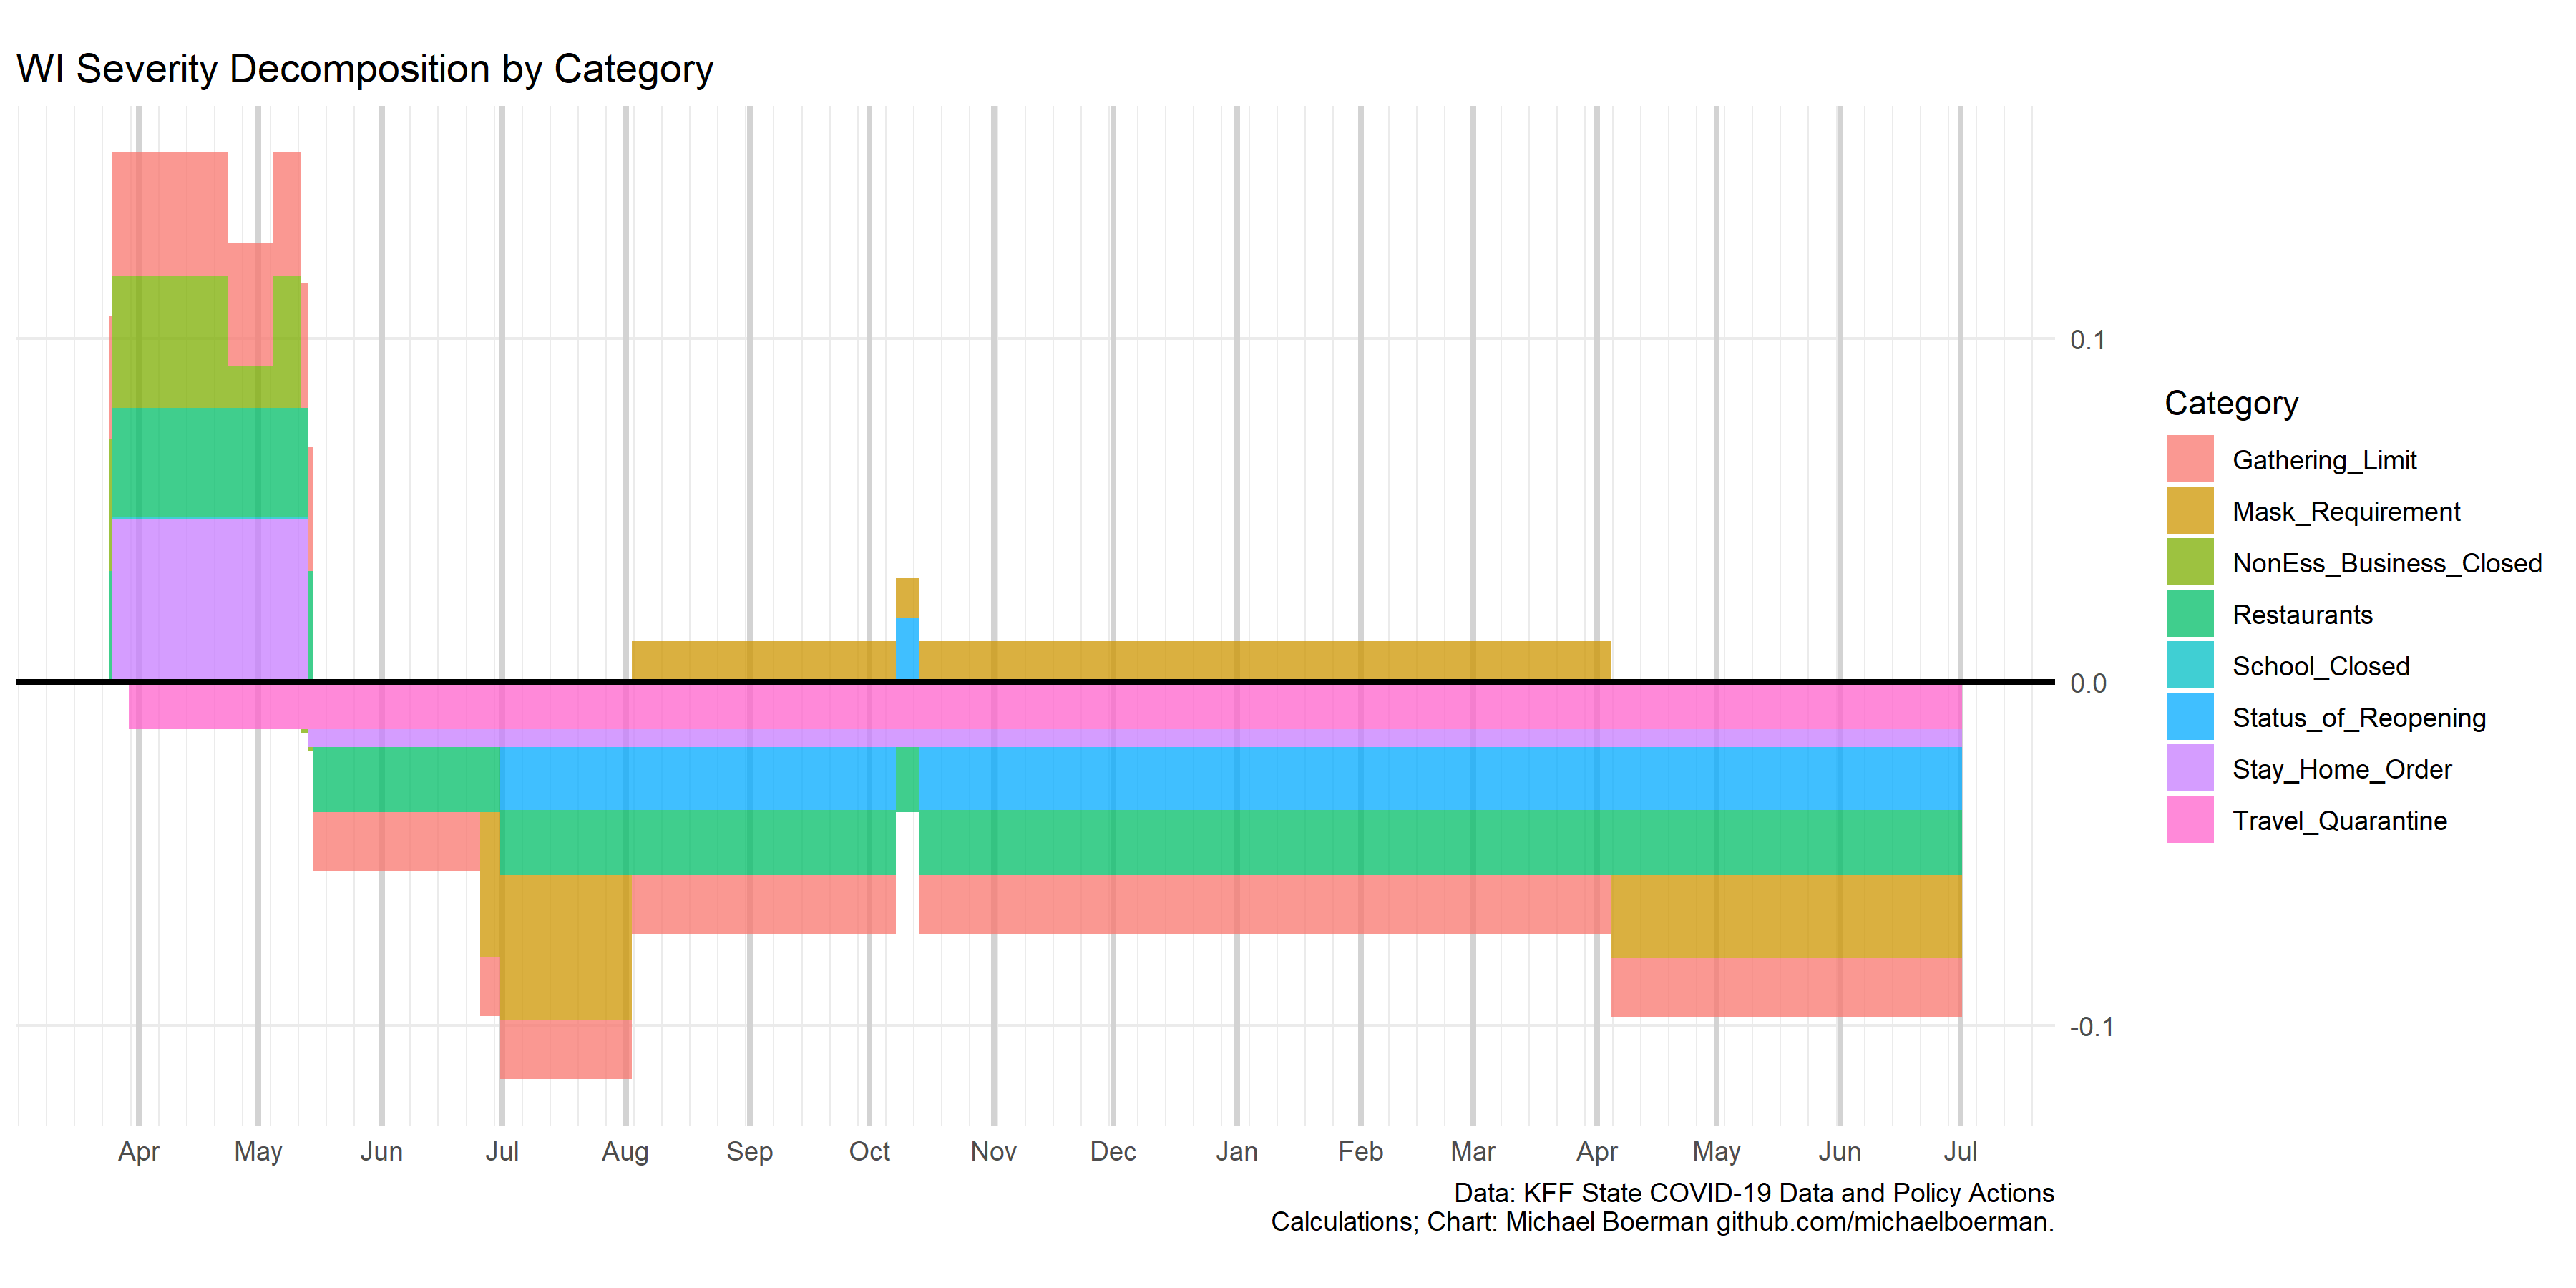 WI Severity Decomposition by Category
0.1
0.0
-0.1
Apr May Jun Jul Aug Sep Oct Nov Dec Jan Feb Mar Apr May Jun Jul
Category
Gathering_Limit
Mask_Requirement
NonEss_Business_Closed
Restaurants
School_Closed
Status_of_Reopening
Stay_Home_Order
Travel_Quarantine
Data: KFF State COVID-19 Data and Policy Actions
Calculations; Chart: Michael Boerman github.com/michaelboerman.